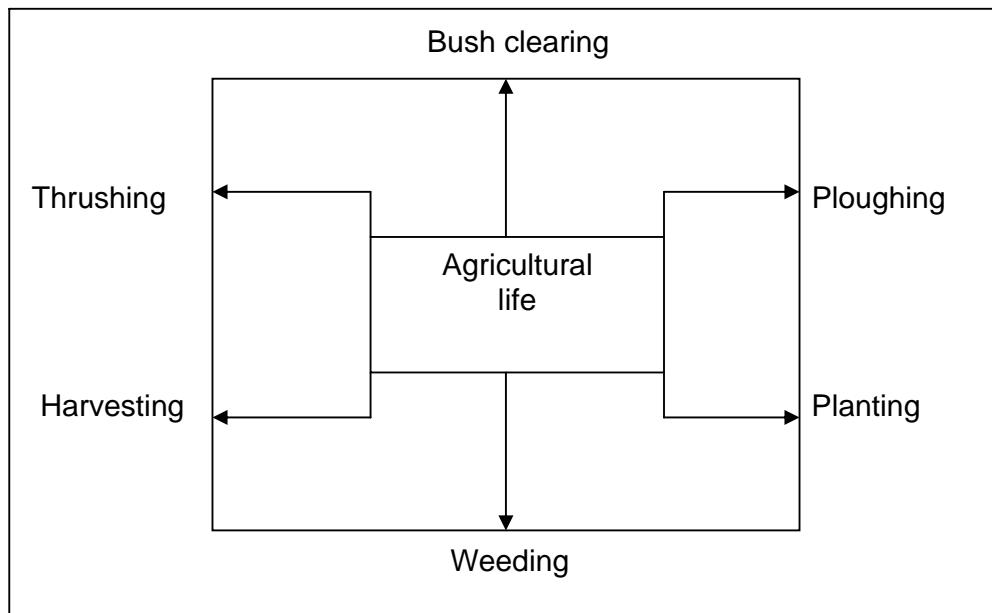 Bush clearing
Thrushing
Ploughing
Agricultural
life
Harvesting
Planting
Weeding